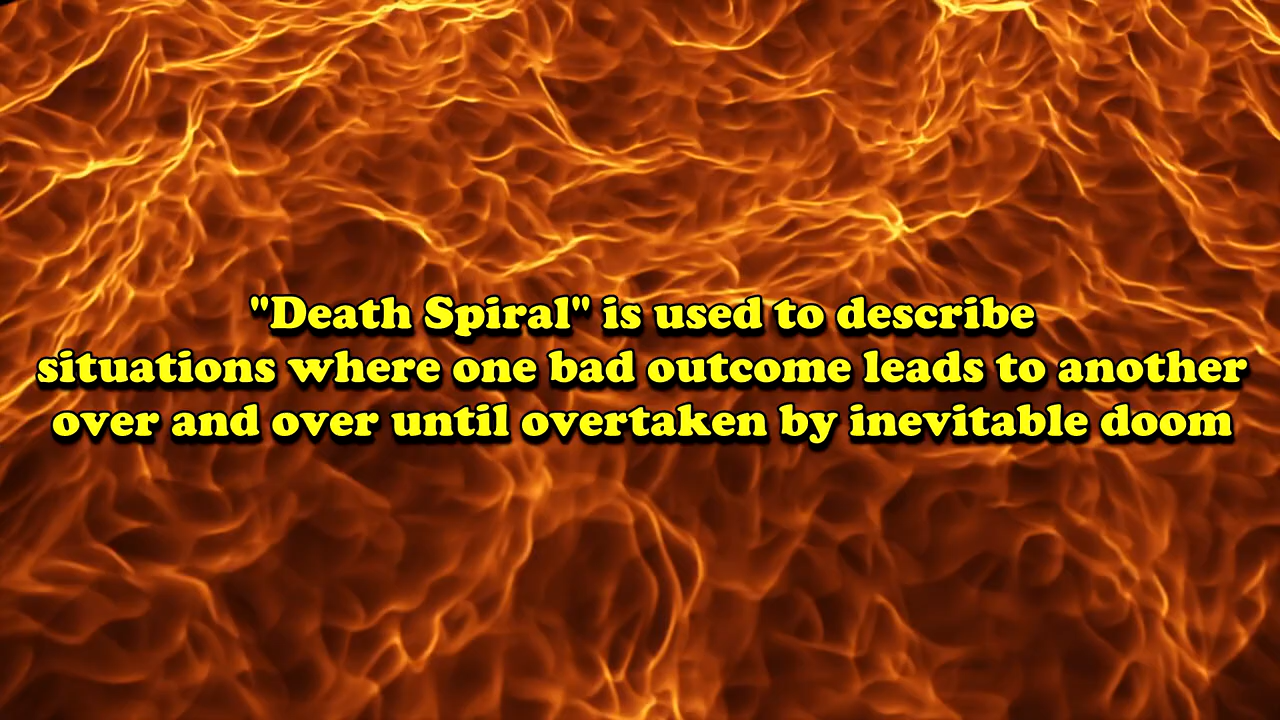 "Death Spiral" is used to describe
situations where one bad outcome leads to another
over and over until overtaken by inevitable doom